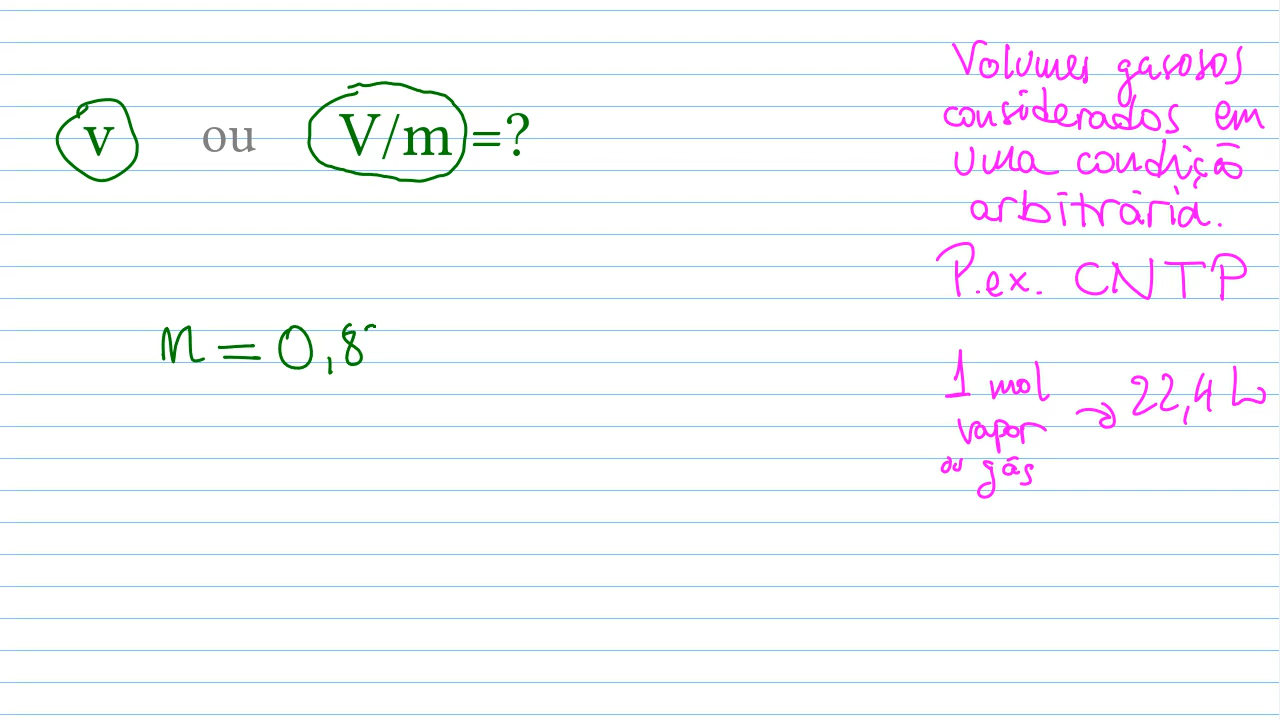 v ou V/m=?
n = 0,8
Volumes gasosos
considerados em
uma condição
arbitrária.
P.ex. CNTP
1 mol → 22,4 L
vapor
ou gás